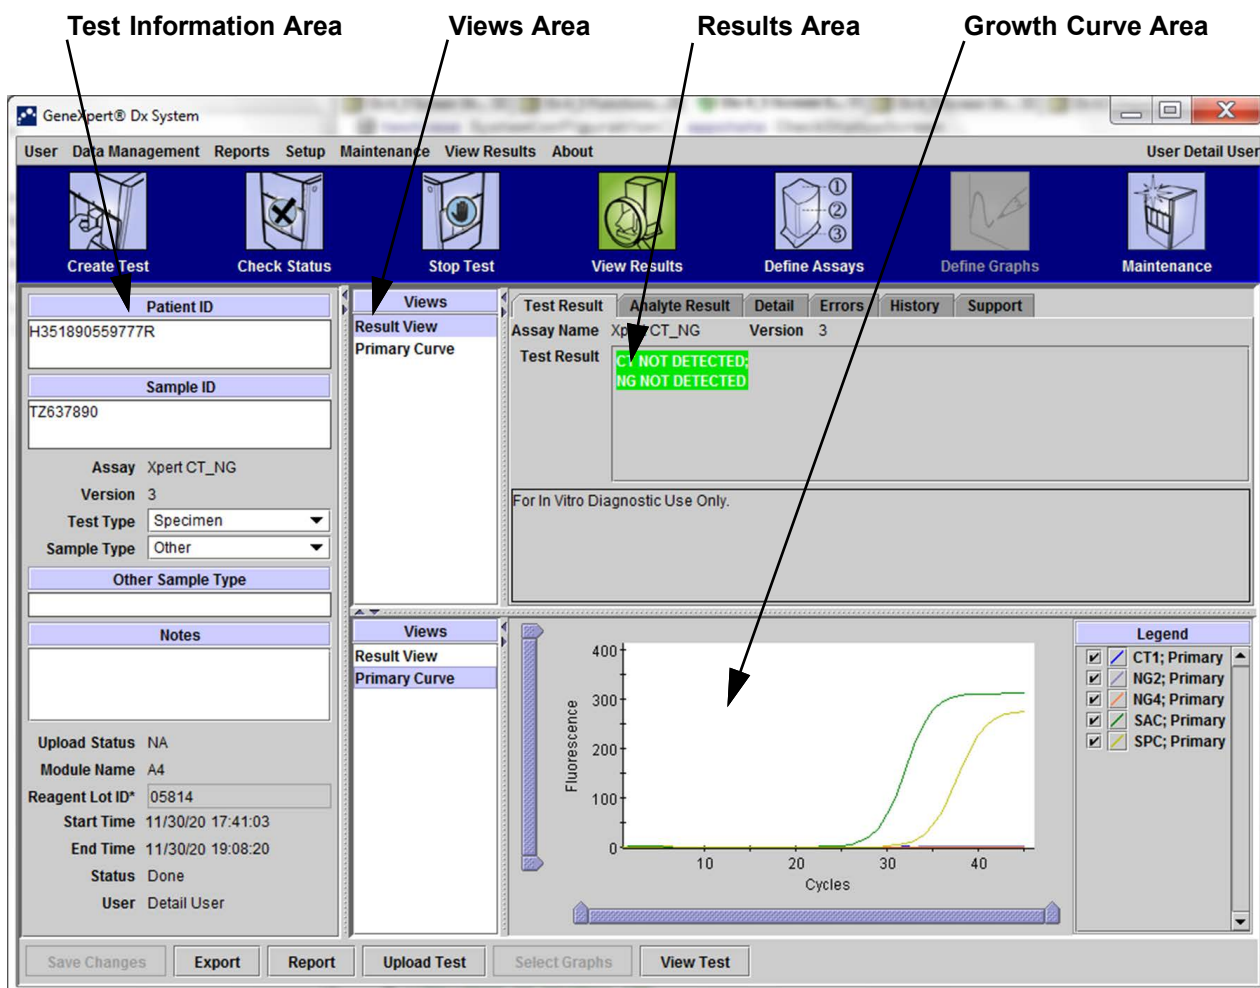 Test Information Area
Views Area
Results Area
Growth Curve Area
GeneXpert® Dx System
User Data Management Reports Setup Maintenance View Results About
User Detail User
Create Test
Check Status
Stop Test
View Results
Define Assays
Define Graphs
Maintenance
Patient ID
H351890559777R
Sample ID
TZ637890
Assay Xpert CT_NG
Version 3
Test Type Specimen
Sample Type Other
Other Sample Type
Notes
Upload Status NA
Module Name A4
Reagent Lot ID* 05814
Start Time 11/30/20 17:41:03
End Time 11/30/20 19:08:20
Status Done
User Detail User
Views
Result View
Primary Curve
Test Result Analyte Result Detail Errors History Support
Assay Name Xpert CT_NG Version 3
Test Result
CT NOT DETECTED;
NG NOT DETECTED
For In Vitro Diagnostic Use Only.
Views
Result View
Primary Curve
Fluorescence
400
300
200
100
0
10 20 30 40
Cycles
Legend
CT1; Primary
NG2; Primary
NG4; Primary
SAC; Primary
SPC; Primary
Save Changes Export Report Upload Test Select Graphs View Test